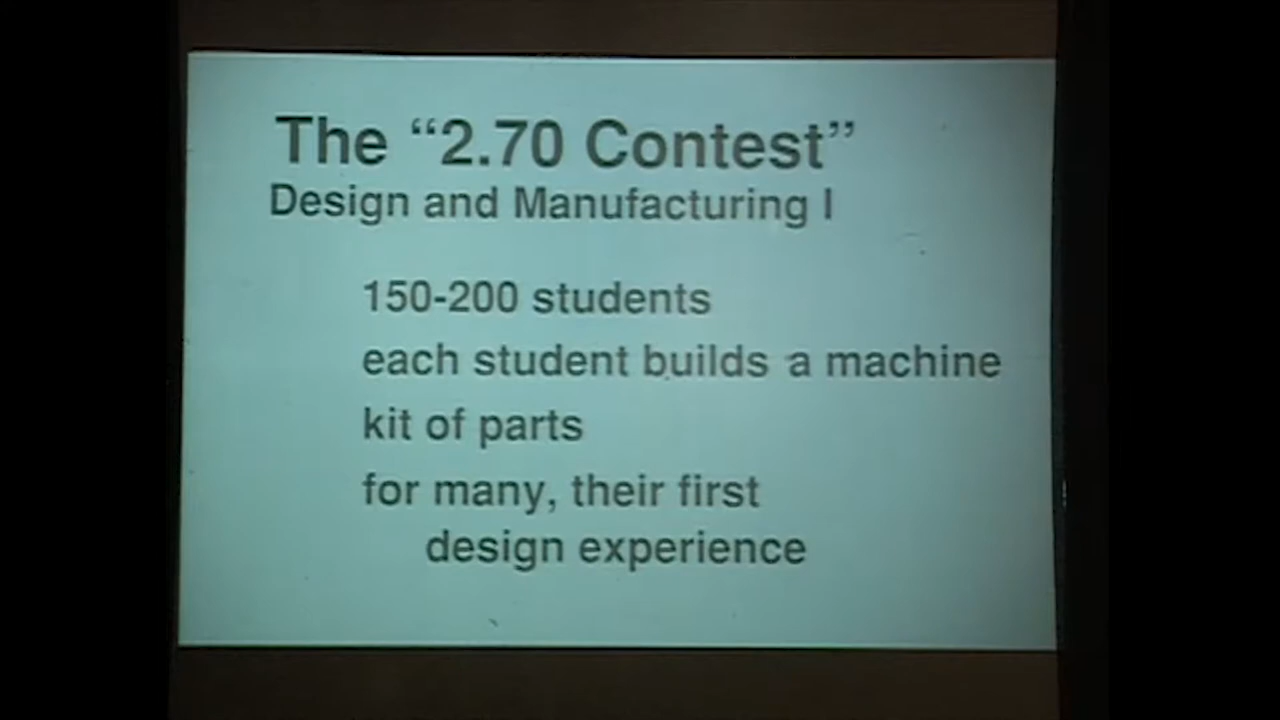 The “2.70 Contest”
Design and Manufacturing I
150-200 students
each student builds a machine
kit of parts
for many, their first
design experience